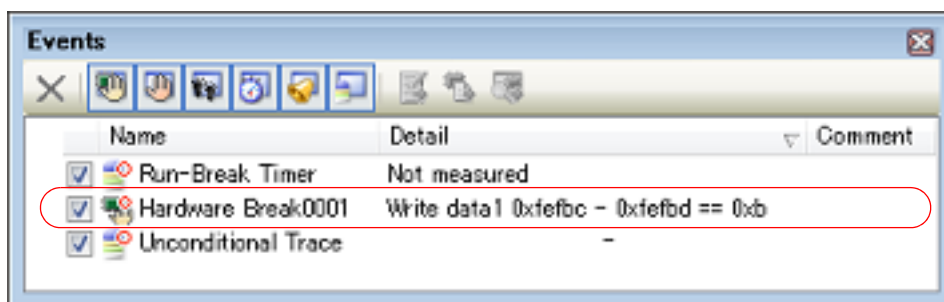 Events
Name Detail Comment
Run-Break Timer Not measured
Hardware Break0001 Write data1 0xfefbc - 0xfefbd == 0xb
Unconditional Trace -